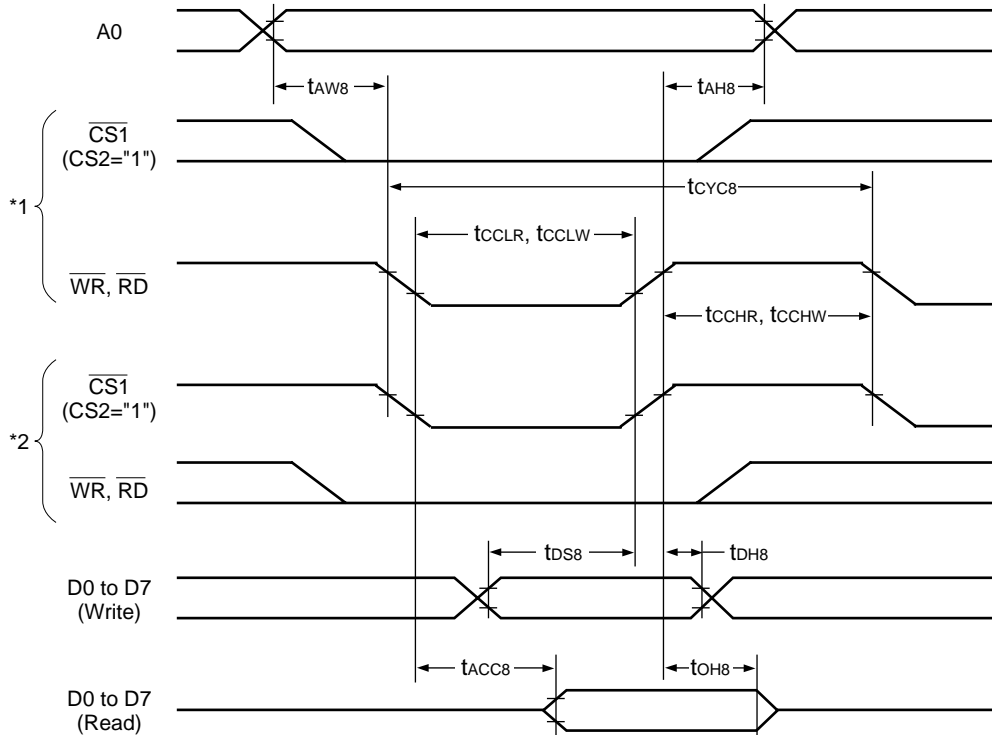 A0
tAW8
tAH8
*1
CS1
(CS2="1")
tCYC8
tCCLR, tCCLW
WR, RD
tCCHR, tCCHW
*2
CS1
(CS2="1")
WR, RD
tDS8
tDH8
D0 to D7
(Write)
tACC8
tOH8
D0 to D7
(Read)